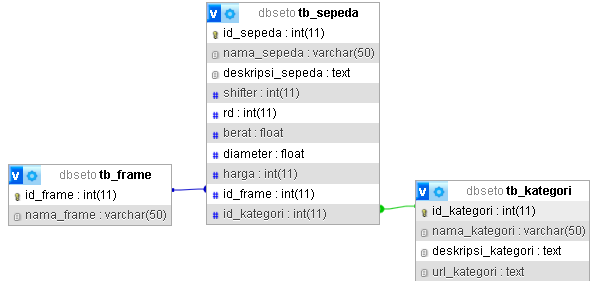 dbseto tb_sepeda
id_sepeda : int(11)
nama_sepeda : varchar(50)
deskripsi_sepeda : text
shifter : int(11)
rd : int(11)
berat : float
diameter : float
harga : int(11)
id_frame : int(11)
id_kategori : int(11)
dbseto tb_frame
id_frame : int(11)
nama_frame : varchar(50)
dbseto tb_kategori
id_kategori : int(11)
nama_kategori : varchar(50)
deskripsi_kategori : text
url_kategori : text